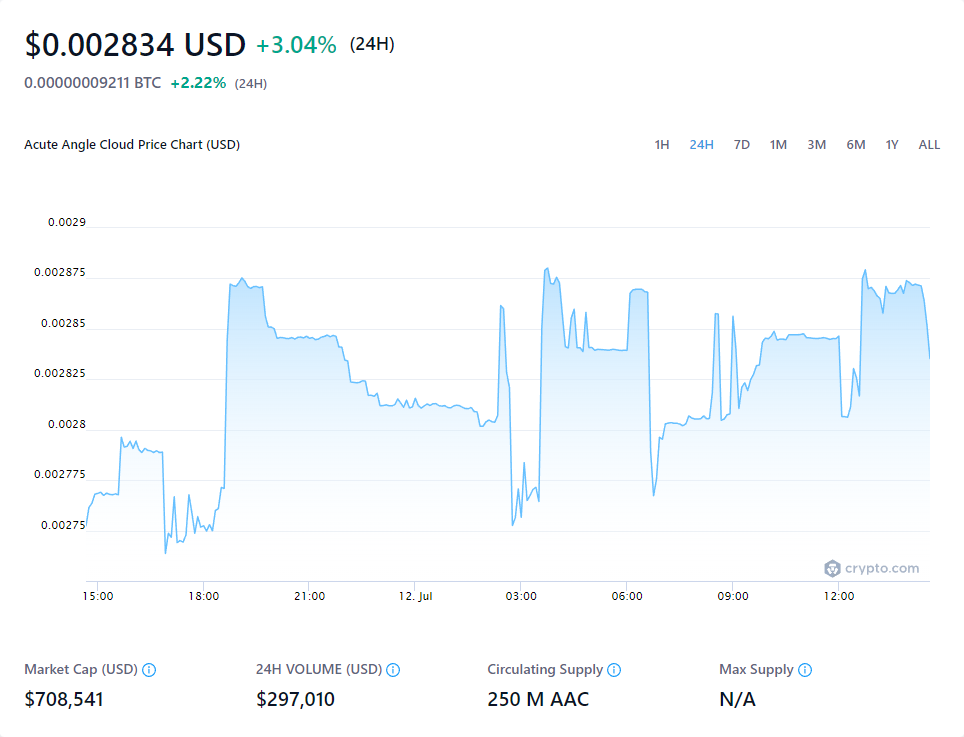 $0.002834 USD +3.04% (24H)
0.00000009211 BTC +2.22% (24H)
Acute Angle Cloud Price Chart (USD) 1H 24H 7D 1M 3M 6M 1Y ALL
0.0029
0.002875
0.00285
0.002825
0.0028
0.002775
0.00275
crypto.com
15:00 18:00 21:00 12. Jul 03:00 06:00 09:00 12:00
Market Cap (USD) 24H VOLUME (USD) Circulating Supply Max Supply
$708,541 $297,010 250 M AAC N/A